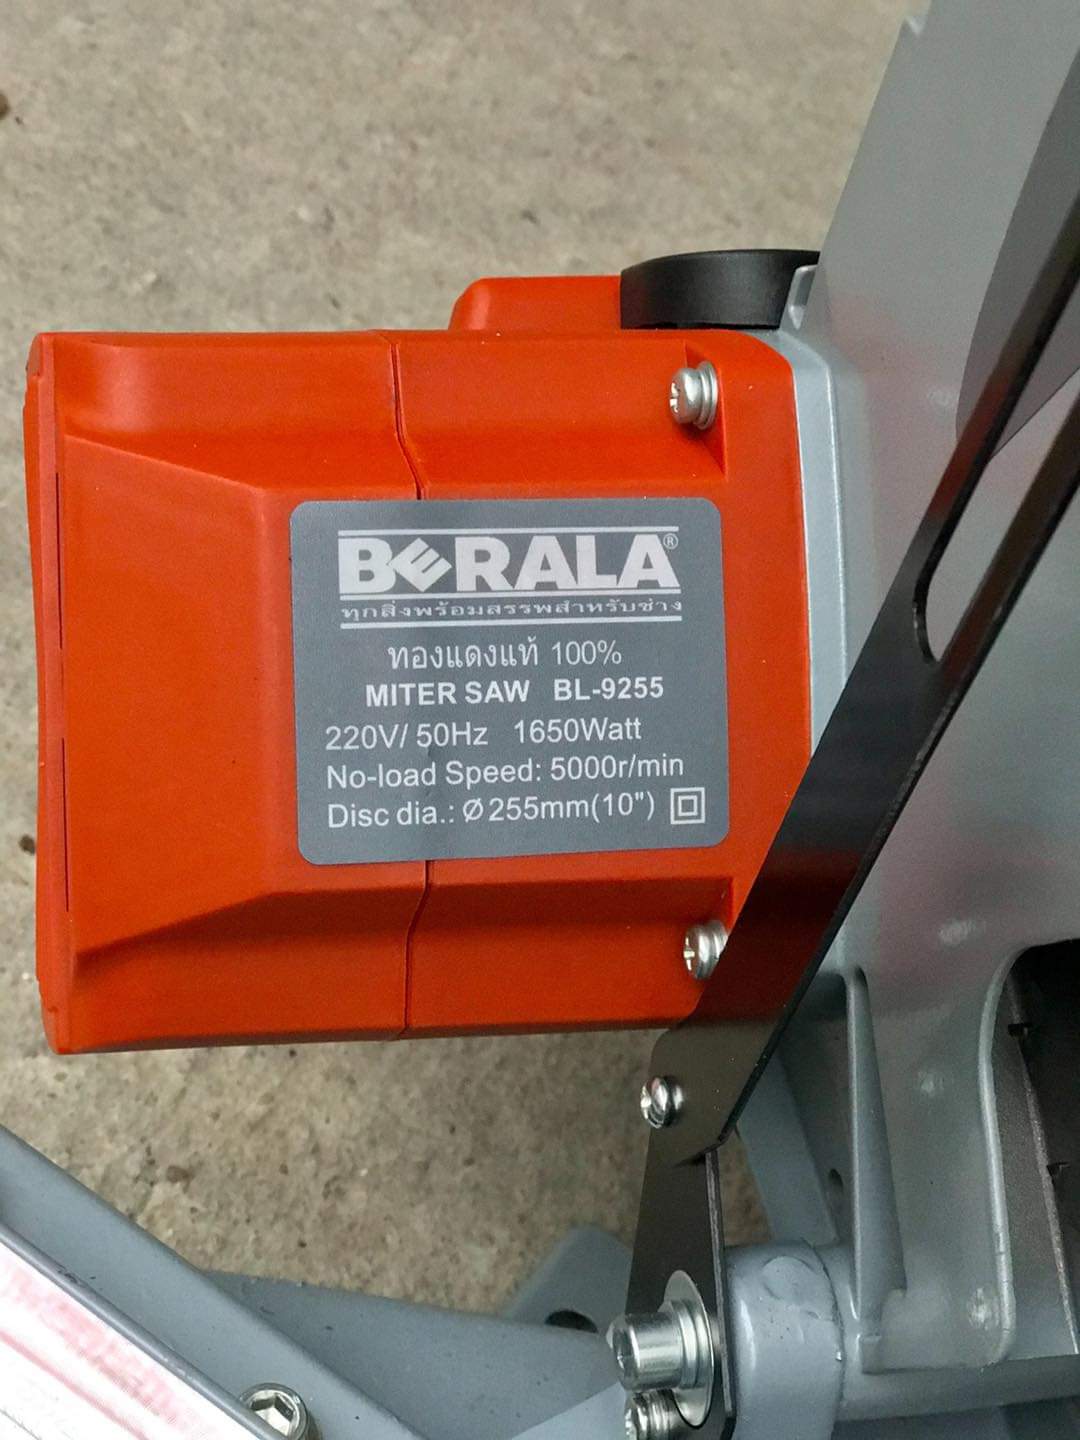 BERALA®
ทุกสิ่งพร้อมสรรพสำหรับช่าง
ทองแดงแท้ 100%
MITER SAW BL-9255
220V/ 50Hz 1650Watt
No-load Speed: 5000r/min
Disc dia.: Ø255mm(10")